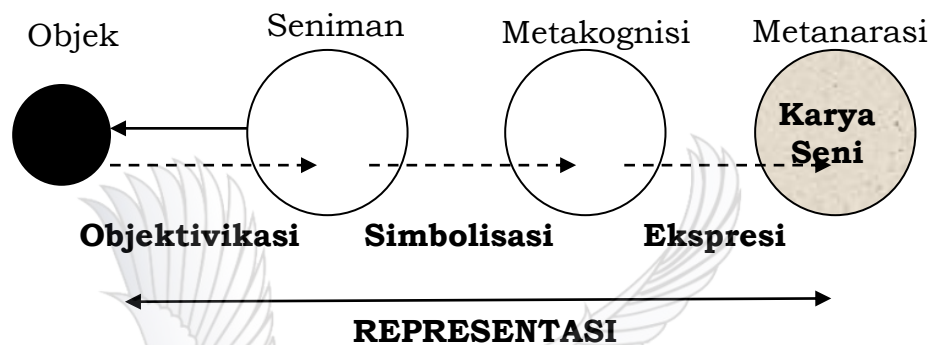 Objek Seniman Metakognisi Metanarasi
Karya
Seni
Objektivikasi Simbolisasi Ekspresi
REPRESENTASI